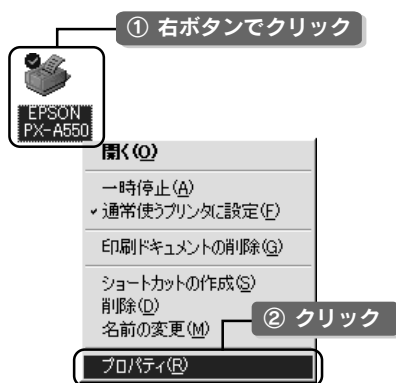 ① 右ボタンでクリック
EPSON
PX-A550
開く(O)
一時停止(A)
通常使うプリンタに設定(F)
印刷ドキュメントの削除(G)
ショートカットの作成(S)
削除(D)
名前の変更(M)
② クリック
プロパティ(R)